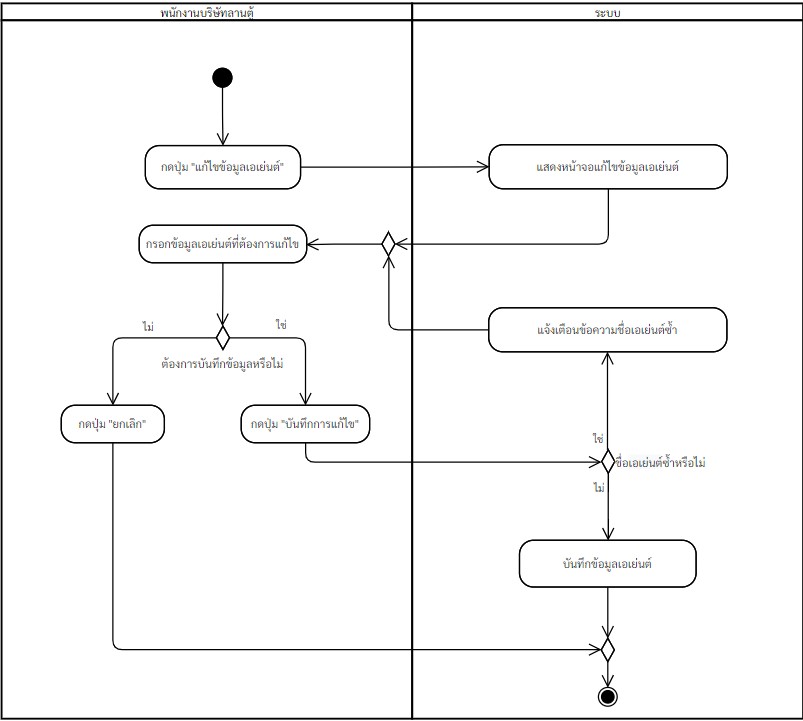 พนักงานบริษัทลานตู้
ระบบ
กดปุ่ม "แก้ไขข้อมูลเอเย่นต์"
แสดงหน้าจอแก้ไขข้อมูลเอเย่นต์
กรอกข้อมูลเอเย่นต์ที่ต้องการแก้ไข
แจ้งเตือนข้อความชื่อเอเย่นต์ซ้ำ
ไม่
ใช่
ต้องการบันทึกข้อมูลหรือไม่
กดปุ่ม "ยกเลิก"
กดปุ่ม "บันทึกการแก้ไข"
ใช่
ชื่อเอเย่นต์ซ้ำหรือไม่
ไม่
บันทึกข้อมูลเอเย่นต์